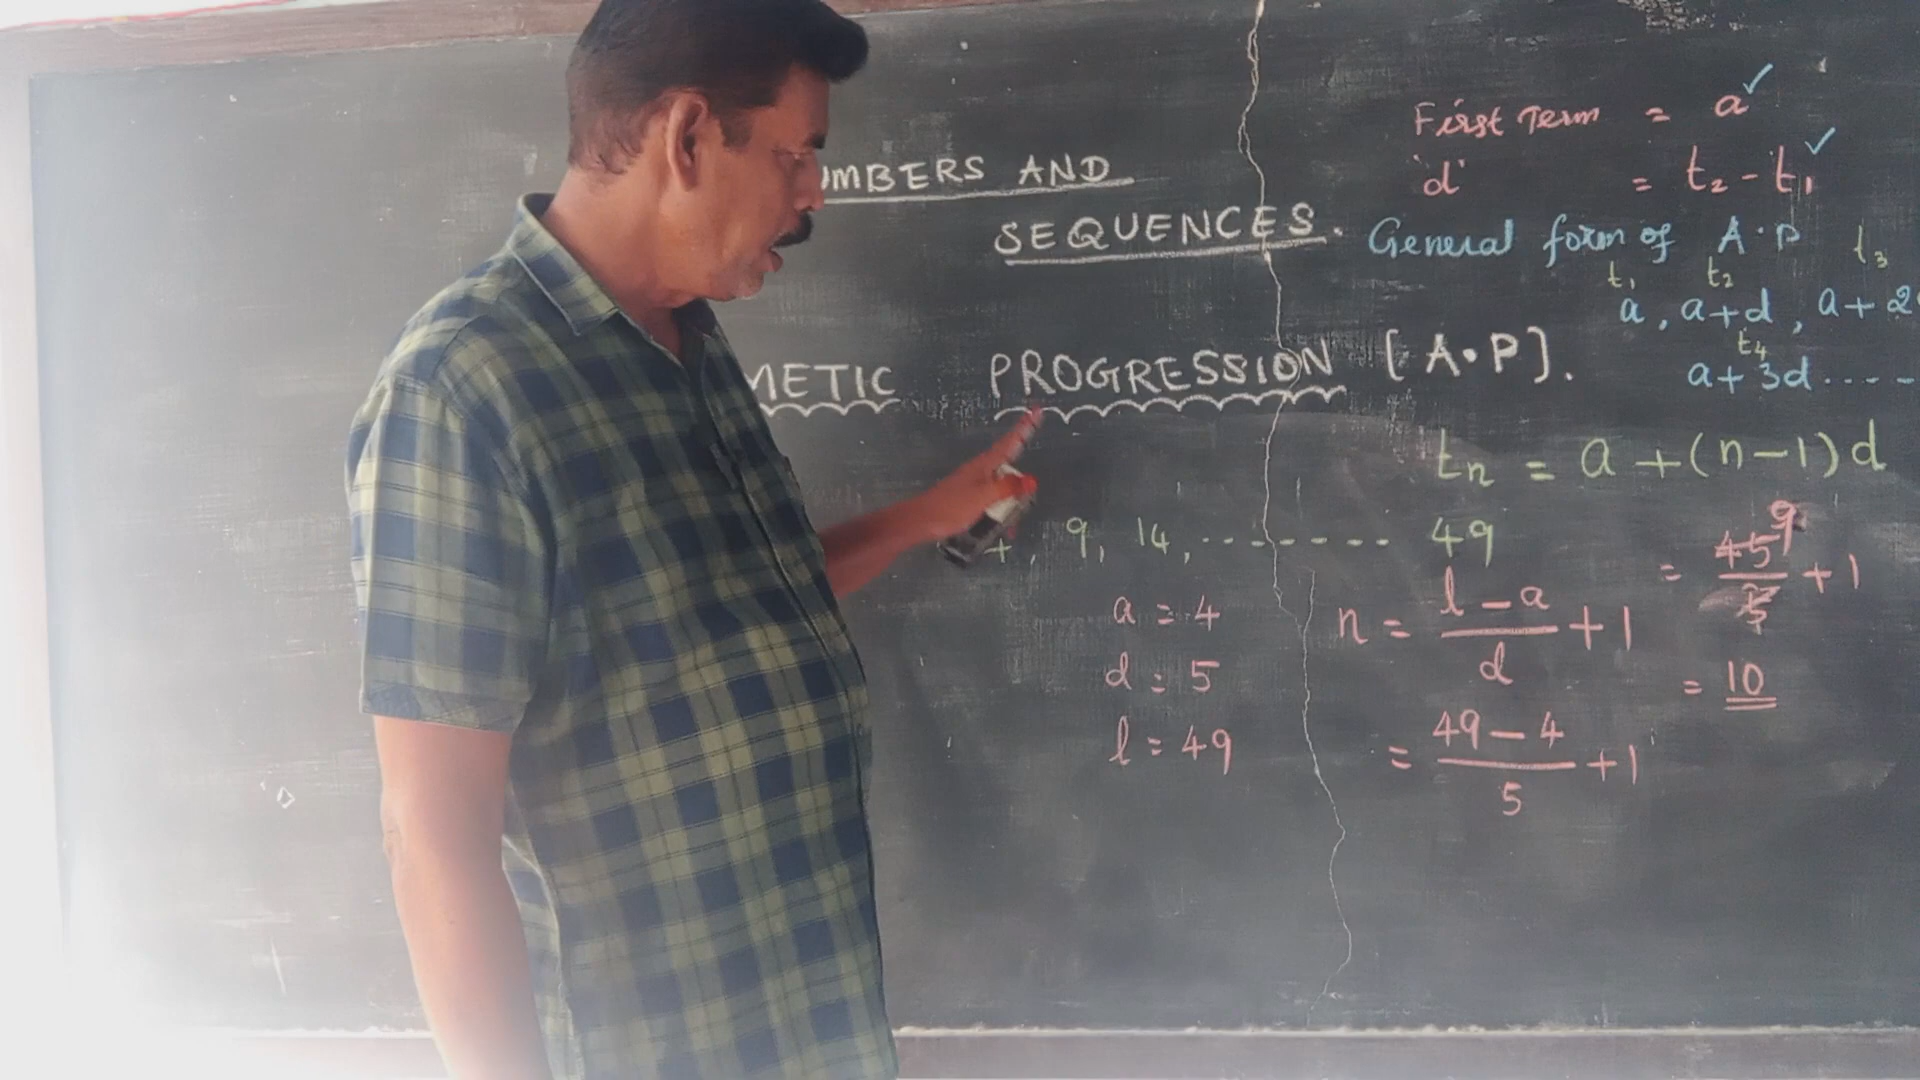 UMBERS AND
SEQUENCES.
METIC PROGRESSION [A.P].
First Term = a ✓
'd' = t₂ - t₁ ✓
General form of A.P
t₁ t₂ t₃
a, a+d, a+2
t₄
a+3d.....
tn = a+(n-1)d
, 9, 14, ........ 49
a = 4
d = 5
l = 49
n = (l - a)/d + 1
= (49 - 4)/5 + 1
= 45/5 9 + 1
= 10